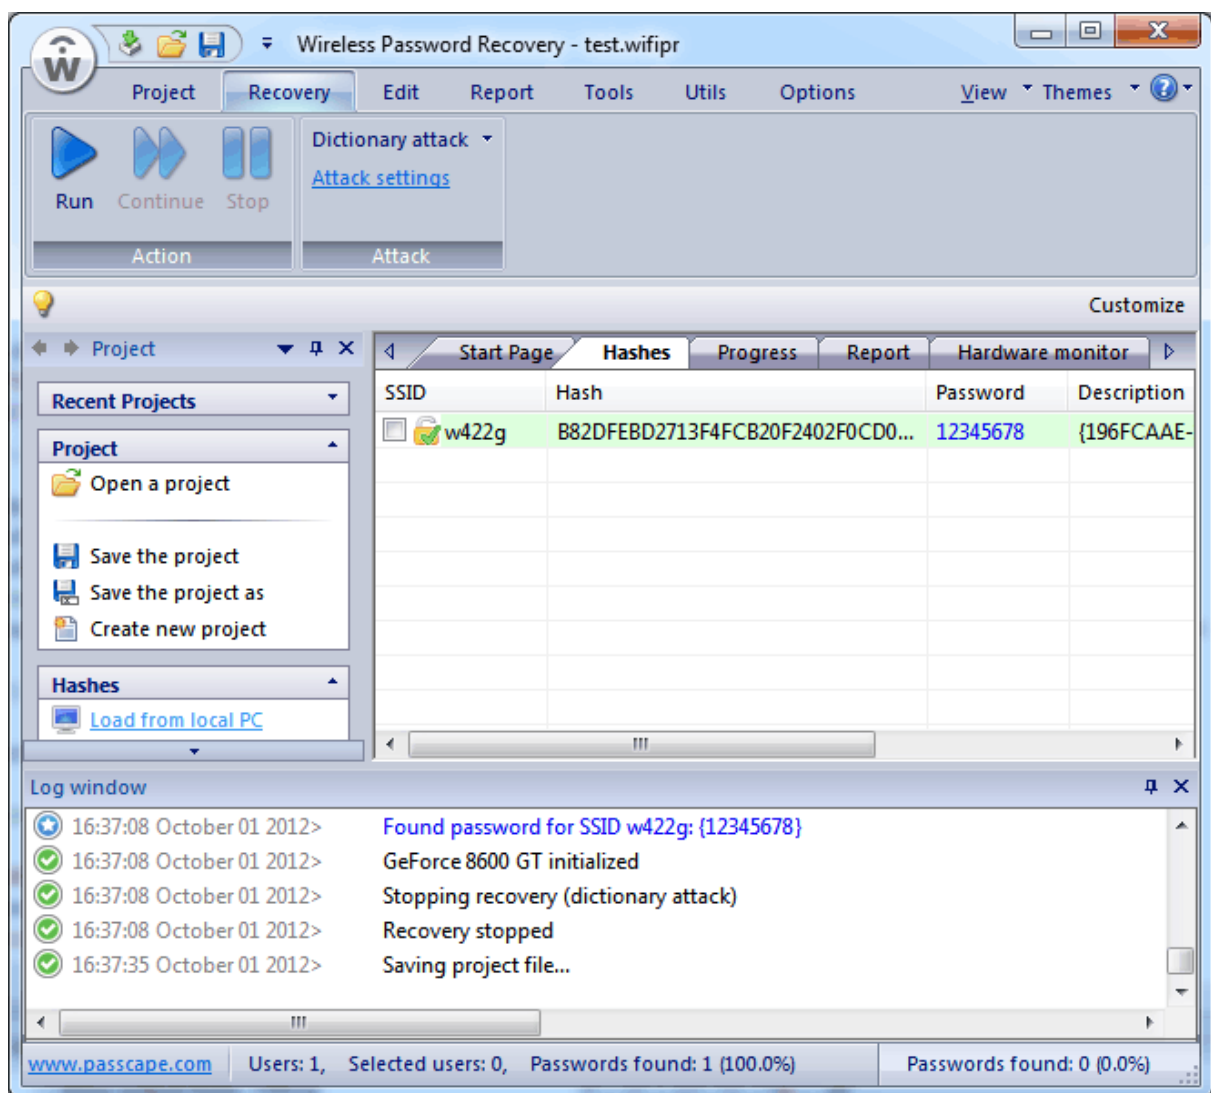 Wireless Password Recovery - test.wifipr
Project Recovery Edit Report Tools Utils Options View Themes
Run Continue Stop
Action
Dictionary attack
Attack settings
Attack
Customize
Project
Recent Projects
Project
Open a project
Save the project
Save the project as
Create new project
Hashes
Load from local PC
Start Page Hashes Progress Report Hardware monitor
SSID Hash Password Description
w422g B82DFEBD2713F4FCB20F2402F0CD0... 12345678 {196FCAAE-
Log window
16:37:08 October 01 2012> Found password for SSID w422g: {12345678}
16:37:08 October 01 2012> GeForce 8600 GT initialized
16:37:08 October 01 2012> Stopping recovery (dictionary attack)
16:37:08 October 01 2012> Recovery stopped
16:37:35 October 01 2012> Saving project file...
www.passcape.com Users: 1, Selected users: 0, Passwords found: 1 (100.0%) Passwords found: 0 (0.0%)